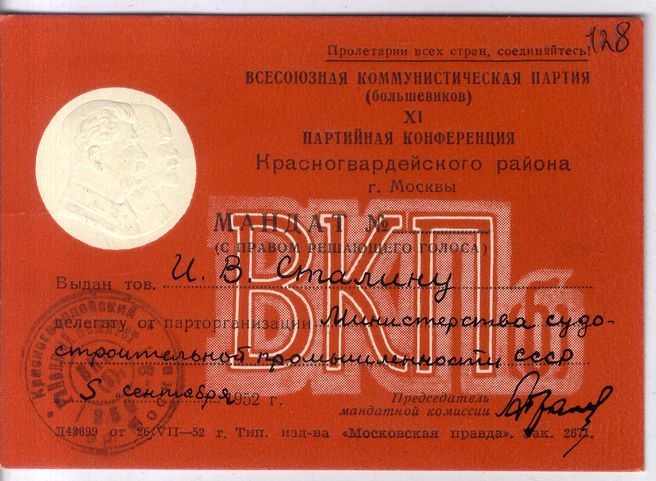 128
Пролетарии всех стран, соединяйтесь!
ВСЕСОЮЗНАЯ КОММУНИСТИЧЕСКАЯ ПАРТИЯ
(большевиков)
XI
ПАРТИЙНАЯ КОНФЕРЕНЦИЯ
Красногвардейского района
г. Москвы
МАНДАТ №
(С ПРАВОМ РЕШАЮЩЕГО ГОЛОСА)
ВКП(б)
Выдан тов. И. В. Сталину
делегату от парторганизации Министерства судо-
строительной промышленности СССР
5 сентября 1952 г.
Председатель
мандатной комиссии
Красногвардейский
Л42699 от 26/VII—52 г. Тип. изд-ва «Московская правда». Зак. 2671.